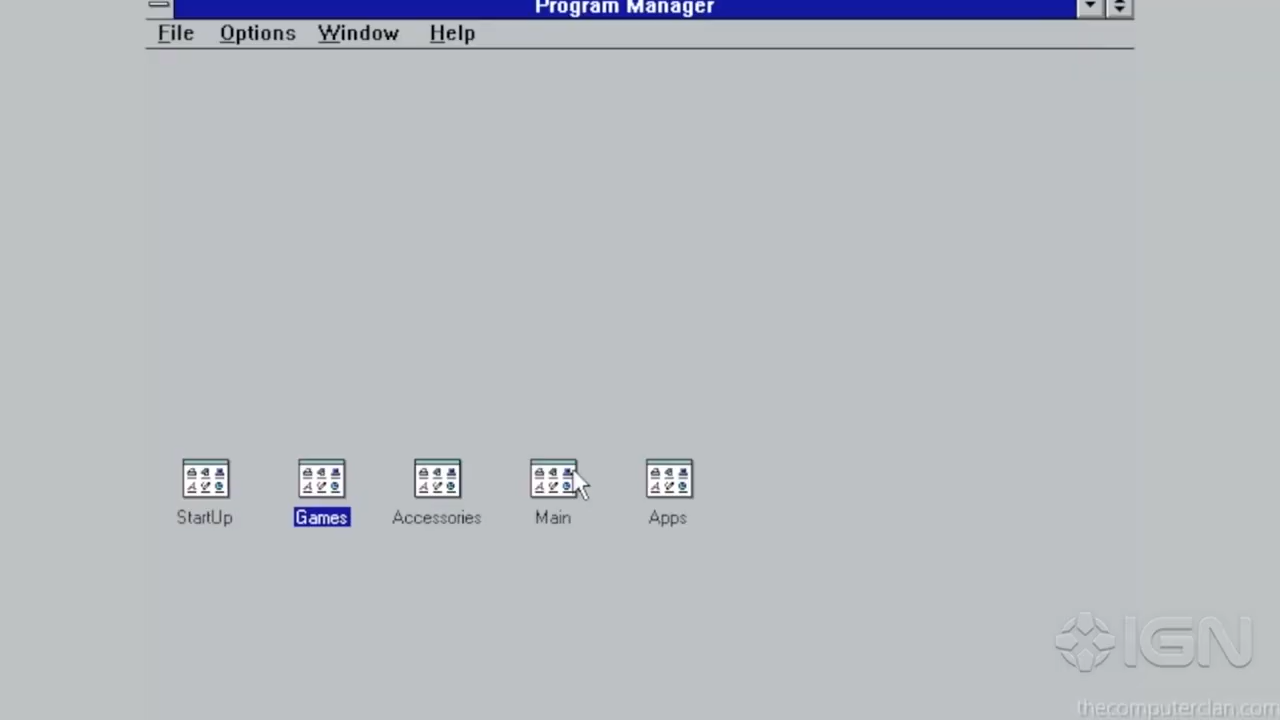 Program Manager
File Options Window Help
StartUp Games Accessories Main Apps
IGN
thecomputerclan.com